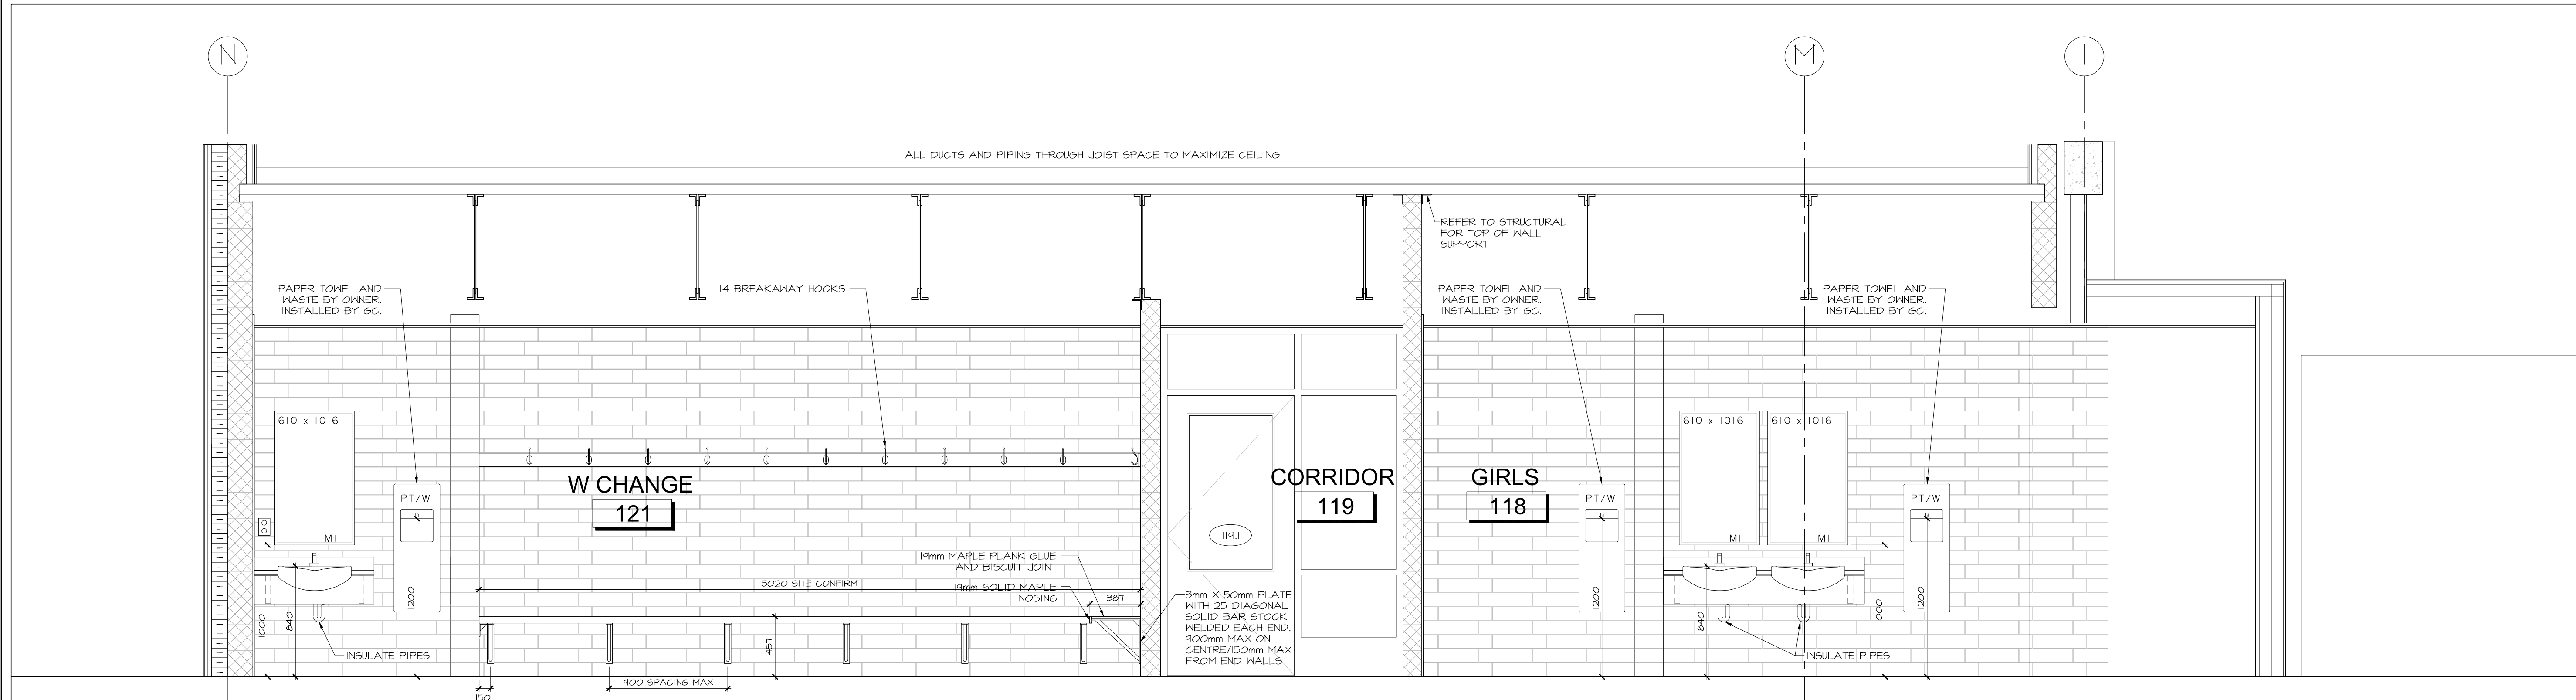 N
M
I
ALL DUCTS AND PIPING THROUGH JOIST SPACE TO MAXIMIZE CEILING
REFER TO STRUCTURAL
FOR TOP OF WALL
SUPPORT
PAPER TOWEL AND
WASTE BY OWNER.
INSTALLED BY GC.
14 BREAKAWAY HOOKS
PAPER TOWEL AND
WASTE BY OWNER.
INSTALLED BY GC.
PAPER TOWEL AND
WASTE BY OWNER.
INSTALLED BY GC.
610 x 1016
610 x 1016
610 x 1016
W CHANGE
121
CORRIDOR
119
GIRLS
118
PT/W
PT/W
PT/W
M1
M1
M1
119.1
19mm MAPLE PLANK GLUE
AND BISCUIT JOINT
5020 SITE CONFIRM
19mm SOLID MAPLE
NOSING
387
3mm X 50mm PLATE
WITH 25 DIAGONAL
SOLID BAR STOCK
WELDED EACH END.
900mm MAX ON
CENTRE/150mm MAX
FROM END WALLS
1000
840
1200
457
1200
840
1000
1200
INSULATE PIPES
INSULATE PIPES
900 SPACING MAX
150